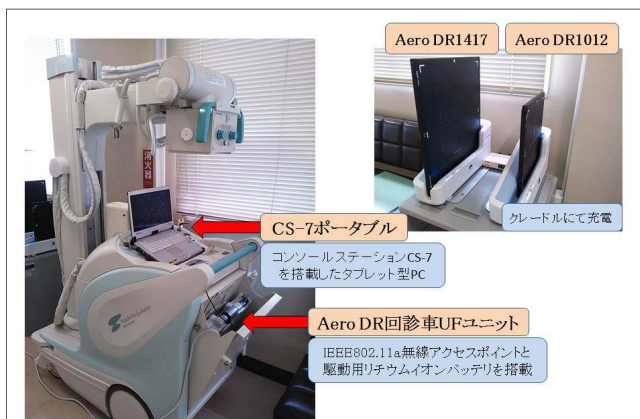 Aero DR1417
Aero DR1012
クレードルにて充電
消火器
CS-7ポータブル
コンソールステーションCS-7
を搭載したタブレット型PC
Aero DR回診車UFユニット
IEEE802.11a無線アクセスポイントと
駆動用リチウムイオンバッテリを搭載